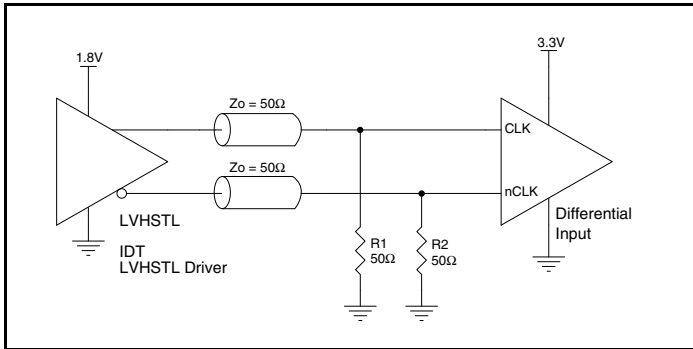 1.8V
3.3V
Zo = 50Ω
Zo = 50Ω
CLK
nCLK
LVHSTL
IDT
LVHSTL Driver
R1
50Ω
R2
50Ω
Differential
Input